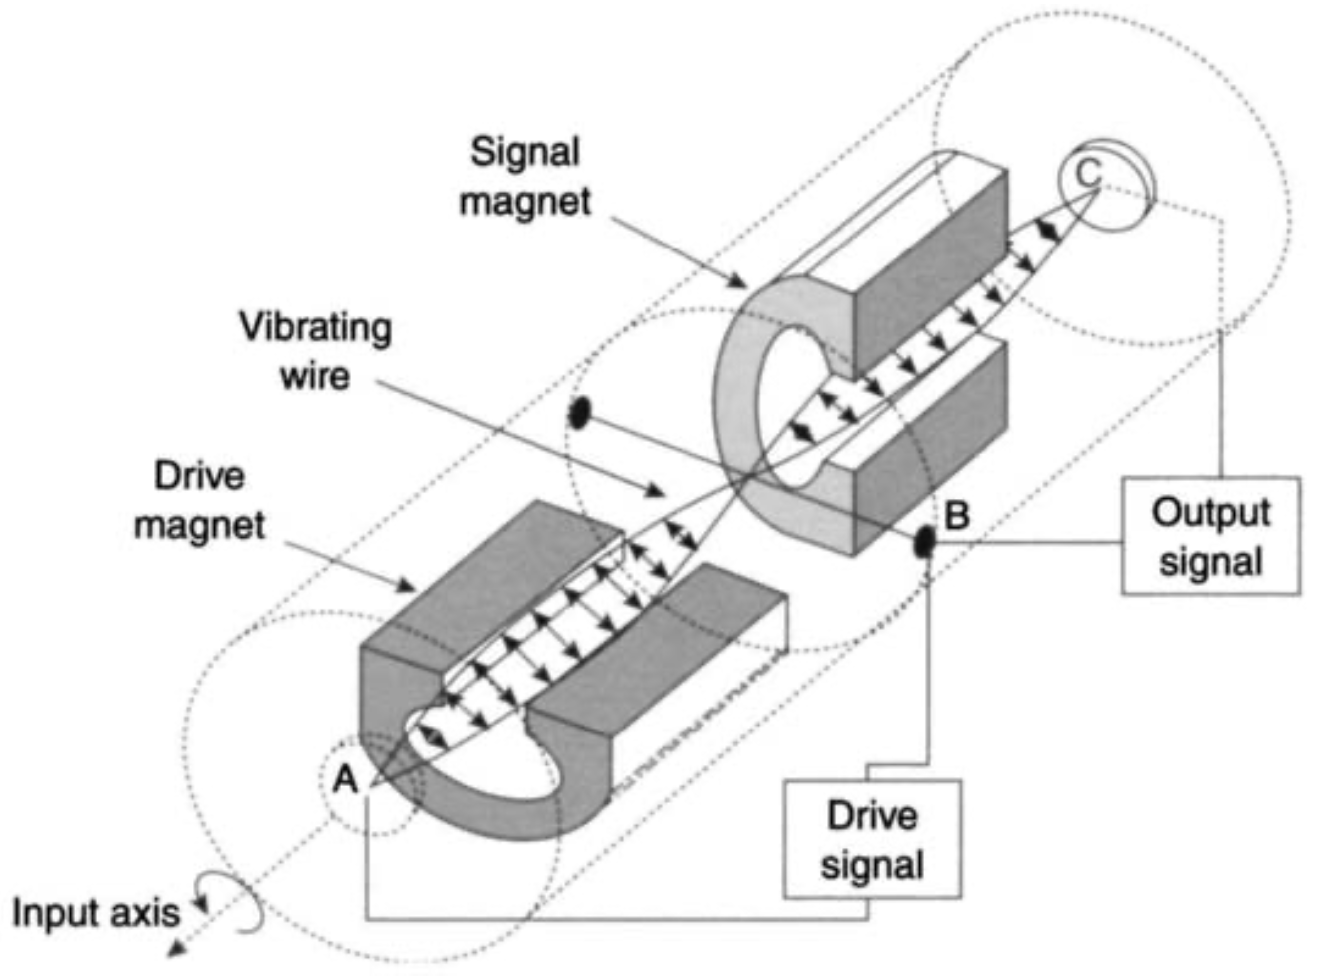 Signal
magnet
C
Vibrating
wire
Drive
magnet
B
Output
signal
A
Drive
signal
Input axis